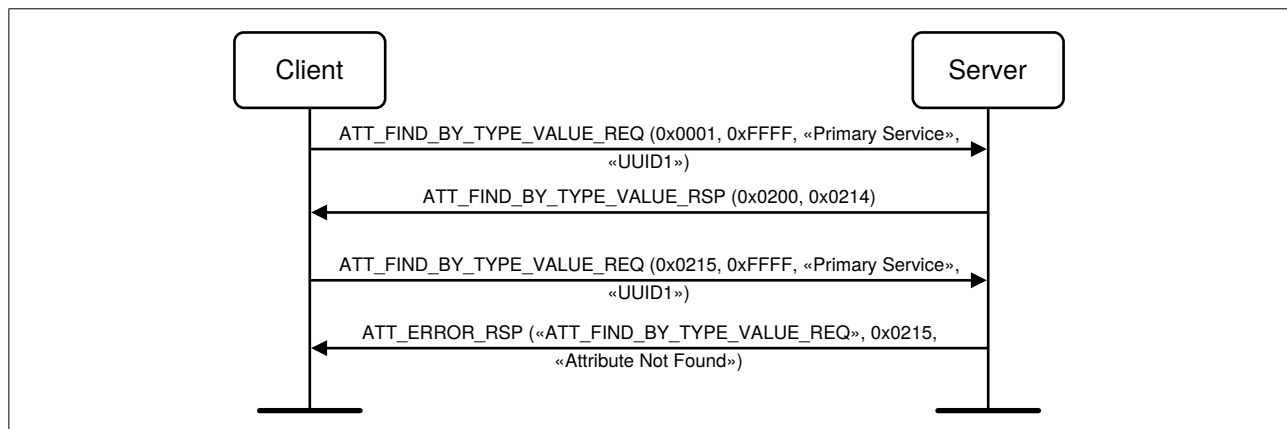 Client
Server
ATT_FIND_BY_TYPE_VALUE_REQ (0x0001, 0xFFFF, «Primary Service»,
«UUID1»)
ATT_FIND_BY_TYPE_VALUE_RSP (0x0200, 0x0214)
ATT_FIND_BY_TYPE_VALUE_REQ (0x0215, 0xFFFF, «Primary Service»,
«UUID1»)
ATT_ERROR_RSP («ATT_FIND_BY_TYPE_VALUE_REQ», 0x0215,
«Attribute Not Found»)